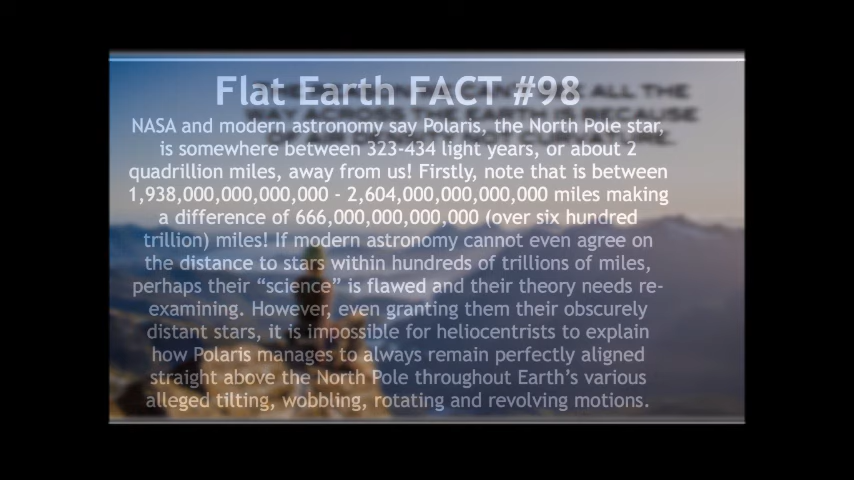 Flat Earth FACT #98
NASA and modern astronomy say Polaris, the North Pole star,
is somewhere between 323-434 light years, or about 2
quadrillion miles, away from us! Firstly, note that is between
1,938,000,000,000,000 - 2,604,000,000,000,000 miles making
a difference of 666,000,000,000,000 (over six hundred
trillion) miles! If modern astronomy cannot even agree on
the distance to stars within hundreds of trillions of miles,
perhaps their “science” is flawed and their theory needs re-
examining. However, even granting them their obscurely
distant stars, it is impossible for heliocentrists to explain
how Polaris manages to always remain perfectly aligned
straight above the North Pole throughout Earth’s various
alleged tilting, wobbling, rotating and revolving motions.
ALL THE
WAY ACROSS THE BECAUSE